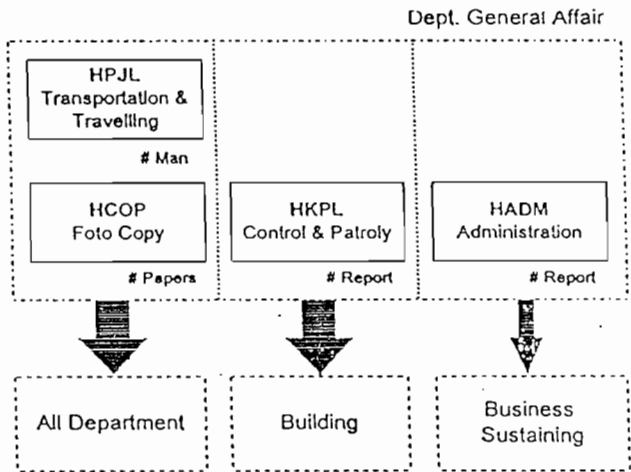 Dept. General Affair
HPJL
Transportation &
Travelling
# Man
HCOP
Foto Copy
# Papers
HKPL
Control & Patroly
# Report
HADM
Administration
# Report
All Department
Building
Business
Sustaining